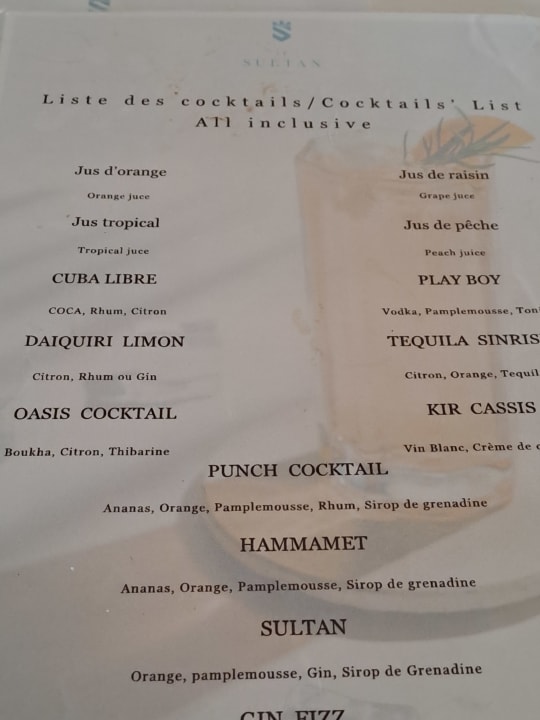 SULTAN
Liste des cocktails/Cocktails' List
All inclusive
Jus d'orange
Orange juce
Jus tropical
Tropical juce
CUBA LIBRE
COCA, Rhum, Citron
DAIQUIRI LIMON
Citron, Rhum ou Gin
OASIS COCKTAIL
Boukha, Citron, Thibarine
Jus de raisin
Grape juce
Jus de pêche
Peach juice
PLAY BOY
Vodka, Pamplemousse,
TEQUILA
Citron, Orange,
KIR CASSIS
Vin Blanc, Crème de
PUNCH COCKTAIL
Ananas, Orange, Pamplemousse, Rhum, Sirop de grenadine
HAMMAMET
Ananas, Orange, Pamplemousse, Sirop de grenadine
SULTAN
Orange, pamplemousse, Gin, Sirop de Grenadine
GIN FIZZ